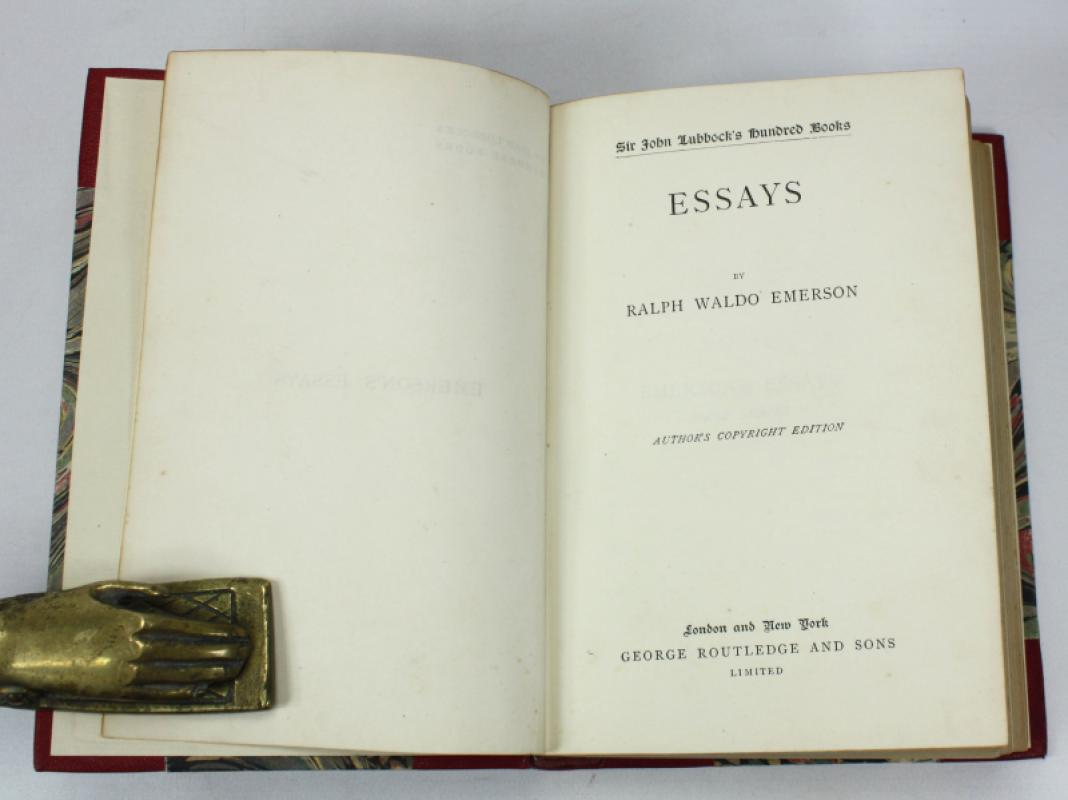 Sir John Lubbock's Hundred Books
ESSAYS
BY
RALPH WALDO EMERSON
AUTHOR'S COPYRIGHT EDITION
London and New York
GEORGE ROUTLEDGE AND SONS
LIMITED